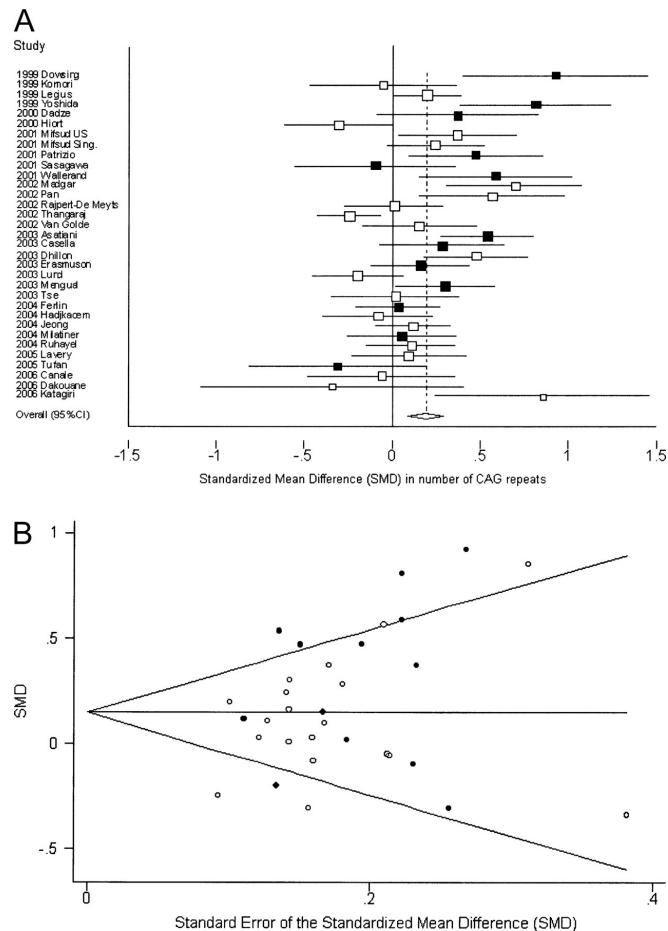 A
Study
1999 Dowsing
1999 Komori
1999 Legius
1999 Yoshida
2000 Dadze
2000 Hiort
2001 Mifsud US
2001 Mifsud Sing.
2001 Patrizio
2001 Sasagawa
2001 Wallerand
2002 Madgar
2002 Pan
2002 Rajpert-De Meyts
2002 Thangaraj
2002 Van Golde
2003 Asatiani
2003 Casella
2003 Dhillon
2003 Erasmuson
2003 Lund
2003 Mengual
2003 Tse
2004 Ferlin
2004 Hadjkacem
2004 Jeong
2004 Milatiner
2004 Ruhayel
2005 Lavery
2005 Tufan
2006 Canale
2006 Dakouane
2006 Katagiri
Overall (95%CI)
-1.5 -1 -.5 0 .5 1 1.5
Standardized Mean Difference (SMD) in number of CAG repeats
B
1
.5
SMD
0
-.5
0 .2 .4
Standard Error of the Standardized Mean Difference (SMD)